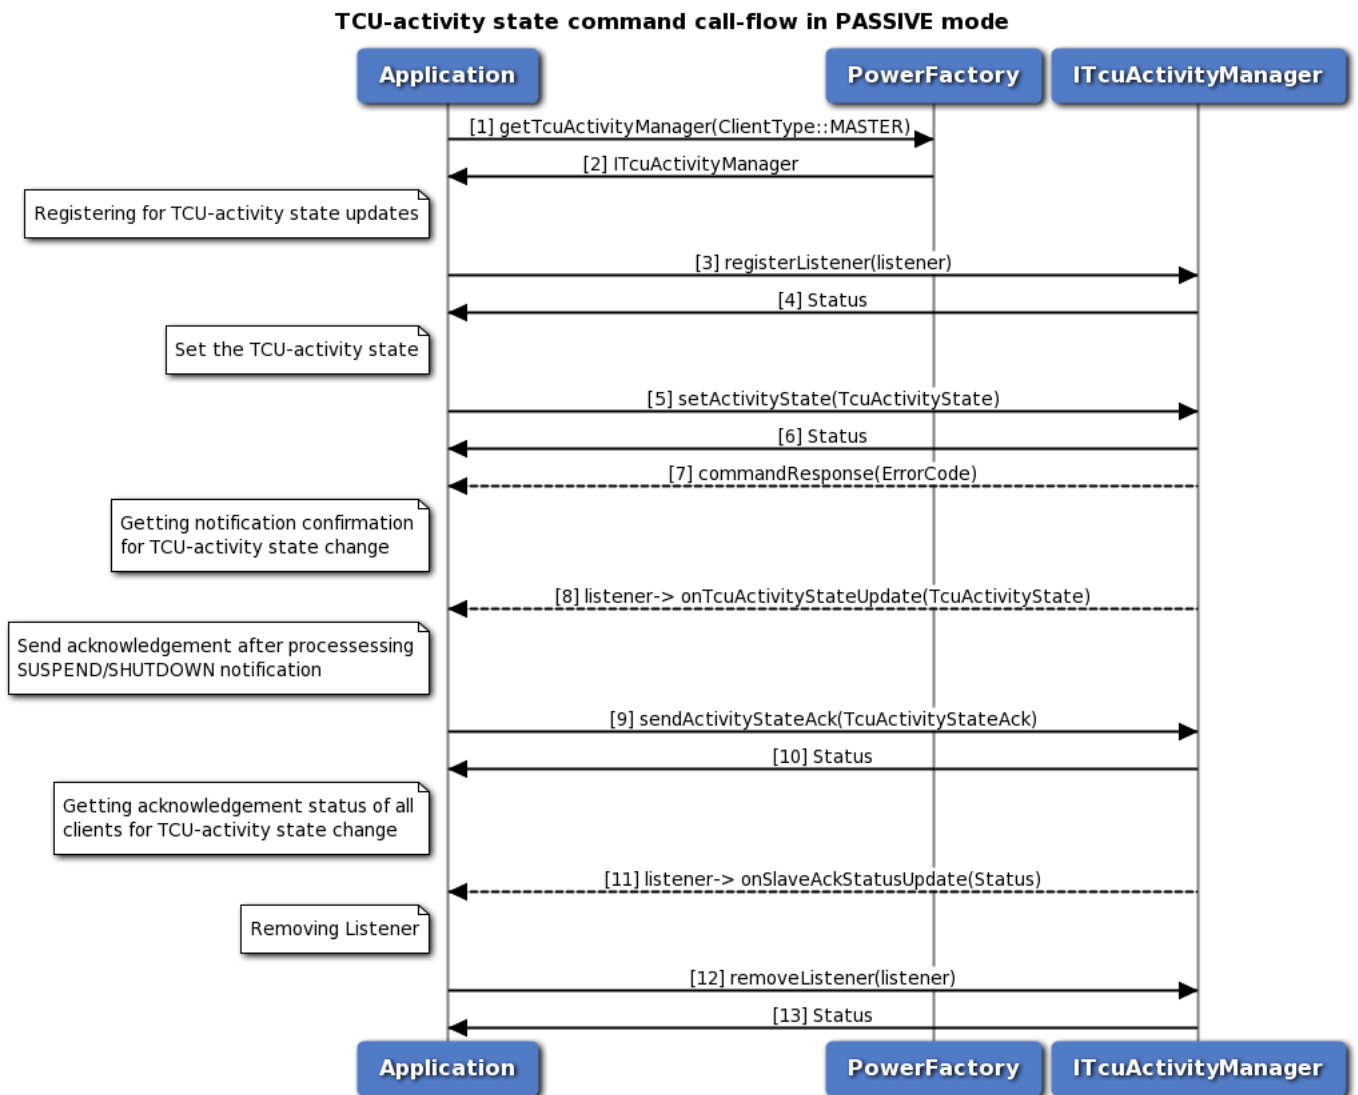 TCU-activity state command call-flow in PASSIVE mode
Application
PowerFactory
ITcuActivityManager
[1] getTcuActivityManager(ClientType::MASTER)
[2] ITcuActivityManager
Registering for TCU-activity state updates
[3] registerListener(listener)
[4] Status
Set the TCU-activity state
[5] setActivityState(TcuActivityState)
[6] Status
[7] commandResponse(ErrorCode)
Getting notification confirmation
for TCU-activity state change
[8] listener-> onTcuActivityStateUpdate(TcuActivityState)
Send acknowledgement after processessing
SUSPEND/SHUTDOWN notification
[9] sendActivityStateAck(TcuActivityStateAck)
[10] Status
Getting acknowledgement status of all
clients for TCU-activity state change
[11] listener-> onSlaveAckStatusUpdate(Status)
Removing Listener
[12] removeListener(listener)
[13] Status
Application
PowerFactory
ITcuActivityManager